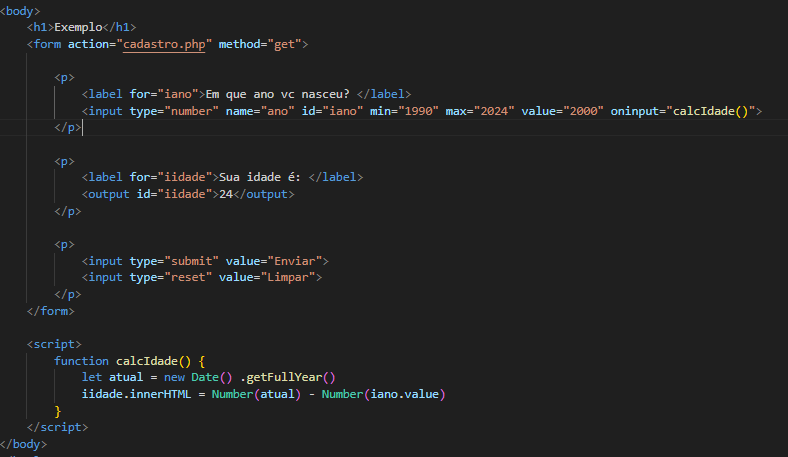 <body>
<h1>Exemplo</h1>
<form action="cadastro.php" method="get">
<p>
<label for="iano">Em que ano vc nasceu? </label>
<input type="number" name="ano" id="iano" min="1990" max="2024" value="2000" oninput="calcIdade()">
</p>
<p>
<label for="iidade">Sua idade é: </label>
<output id="iidade">24</output>
</p>
<p>
<input type="submit" value="Enviar">
<input type="reset" value="Limpar">
</p>
</form>
<script>
function calcIdade() {
let atual = new Date() .getFullYear()
iidade.innerHTML = Number(atual) - Number(iano.value)
}
</script>
</body>